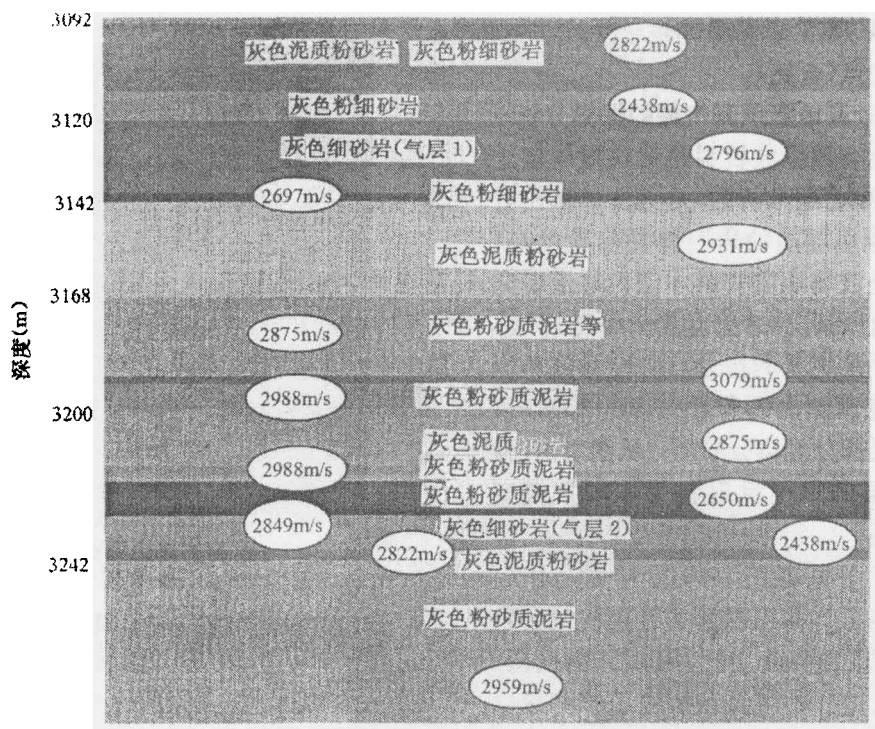 3092
灰色泥质粉砂岩 灰色粉细砂岩 2822m/s
灰色粉细砂岩 2438m/s
3120
灰色细砂岩(气层1) 2796m/s
2697m/s 灰色粉细砂岩
3142
灰色泥质粉砂岩 2931m/s
3168
2875m/s 灰色粉砂质泥岩等
深度(m)
3079m/s
2988m/s 灰色粉砂质泥岩
3200
灰色泥质粉砂岩 2875m/s
2988m/s 灰色粉砂质泥岩
灰色粉砂质泥岩 2650m/s
2849m/s 灰色细砂岩(气层2)
2822m/s 2438m/s
3242 灰色泥质粉砂岩
灰色粉砂质泥岩
2959m/s